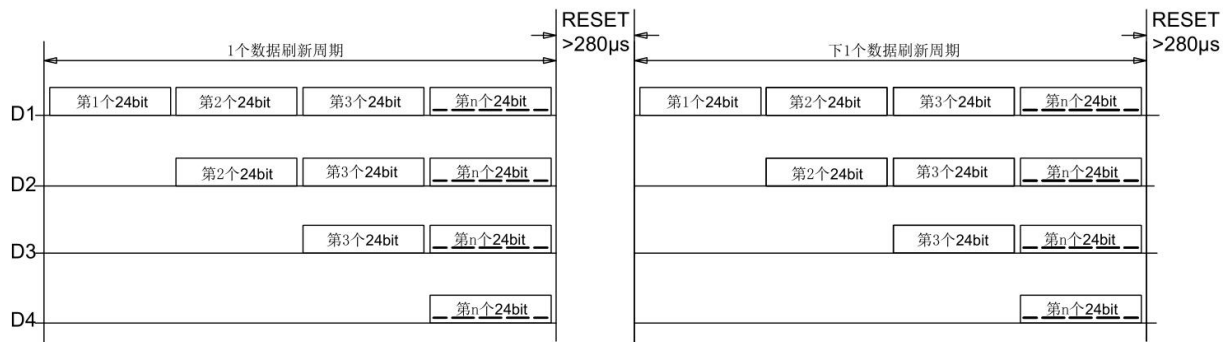 RESET
>280μs
RESET
>280μs
1个数据刷新周期
下1个数据刷新周期
D1
第1个24bit
第2个24bit
第3个24bit
第n个24bit
第1个24bit
第2个24bit
第3个24bit
第n个24bit
D2
第2个24bit
第3个24bit
第n个24bit
第2个24bit
第3个24bit
第n个24bit
D3
第3个24bit
第n个24bit
第3个24bit
第n个24bit
D4
第n个24bit
第n个24bit